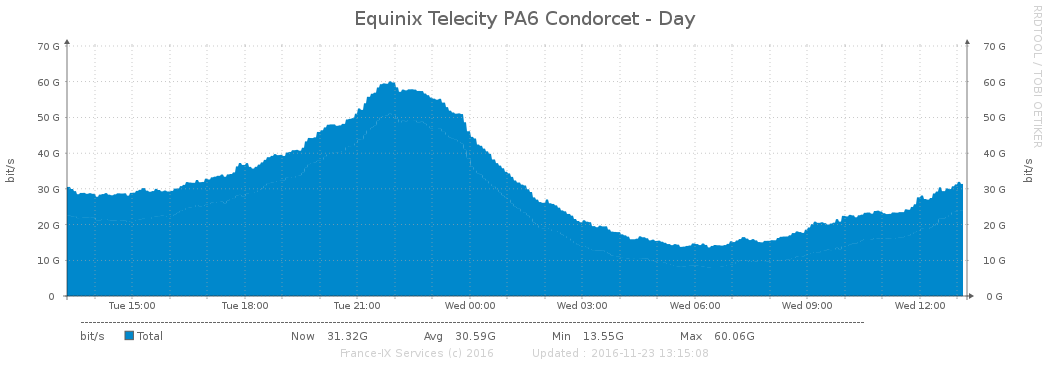 Equinix Telecity PA6 Condorcet - Day
RRDTOOL / TOBI OETIKER
bit/s
70 G 70 G
60 G 60 G
50 G 50 G
40 G 40 G
30 G 30 G
20 G 20 G
10 G 10 G
0 0 G
bit/s
Tue 15:00 Tue 18:00 Tue 21:00 Wed 00:00 Wed 03:00 Wed 06:00 Wed 09:00 Wed 12:00
bit/s Total Now 31.32G Avg 30.59G Min 13.55G Max 60.06G
France-IX Services (c) 2016 Updated : 2016-11-23 13:15:08